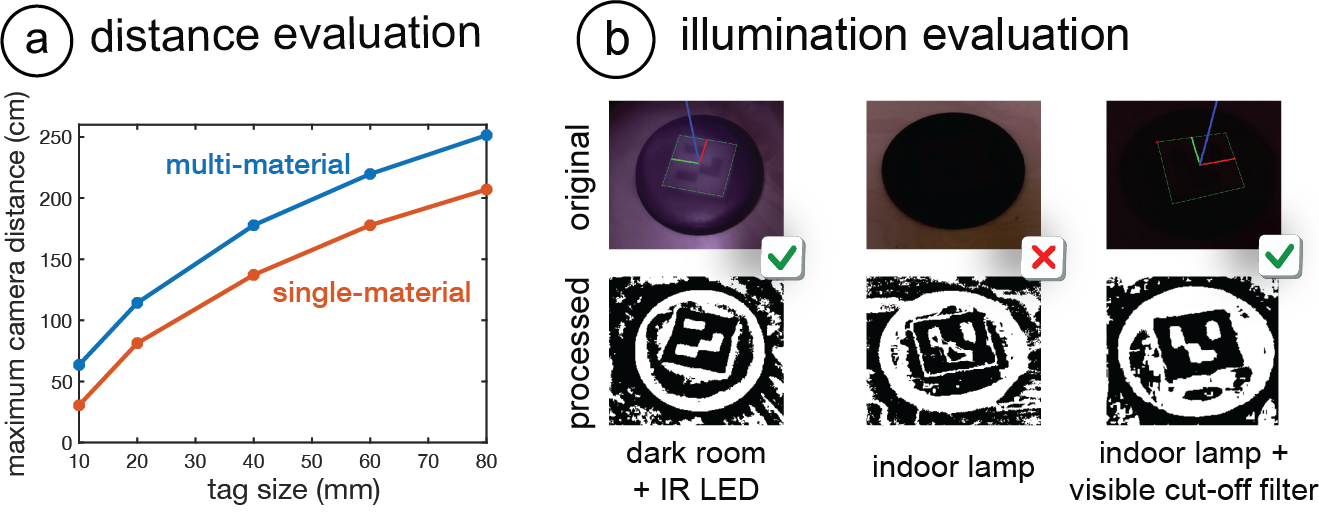 a distance evaluation
maximum camera distance (cm)
250
200
150
100
50
0
10 20 30 40 50 60 70 80
tag size (mm)
multi-material
single-material
b illumination evaluation
original
processed
dark room
+ IR LED
indoor lamp
indoor lamp +
visible cut-off filter